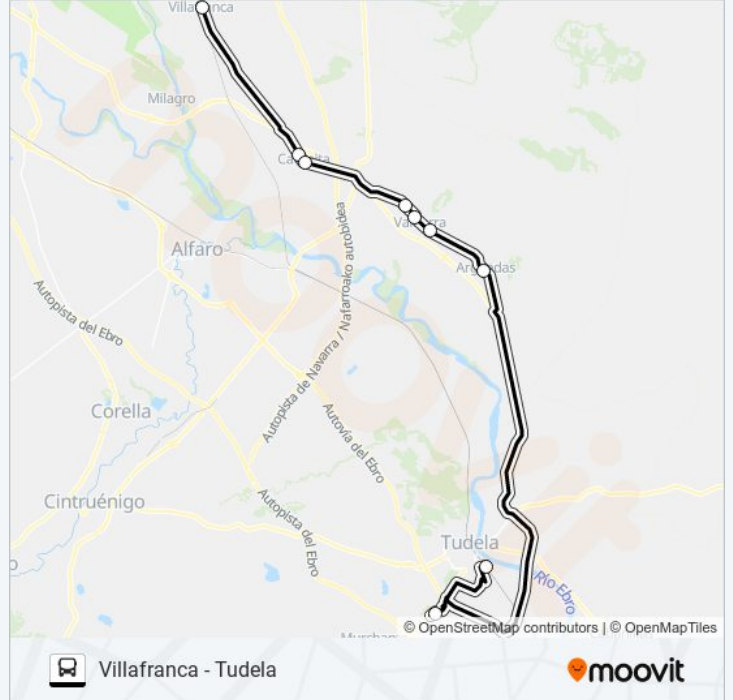 Villafranca
Milagro
Cadreita
Valtierra
Alfaro
Arguedas
Autopista de Navarra / Nafarroako autobidea
Autopista del Ebro
Corella
Autovía del Ebro
Cintruénigo
Autopista del Ebro
Tudela
Río Ebro
© OpenStreetMap contributors | © OpenMapTiles
Villafranca - Tudela
moovit